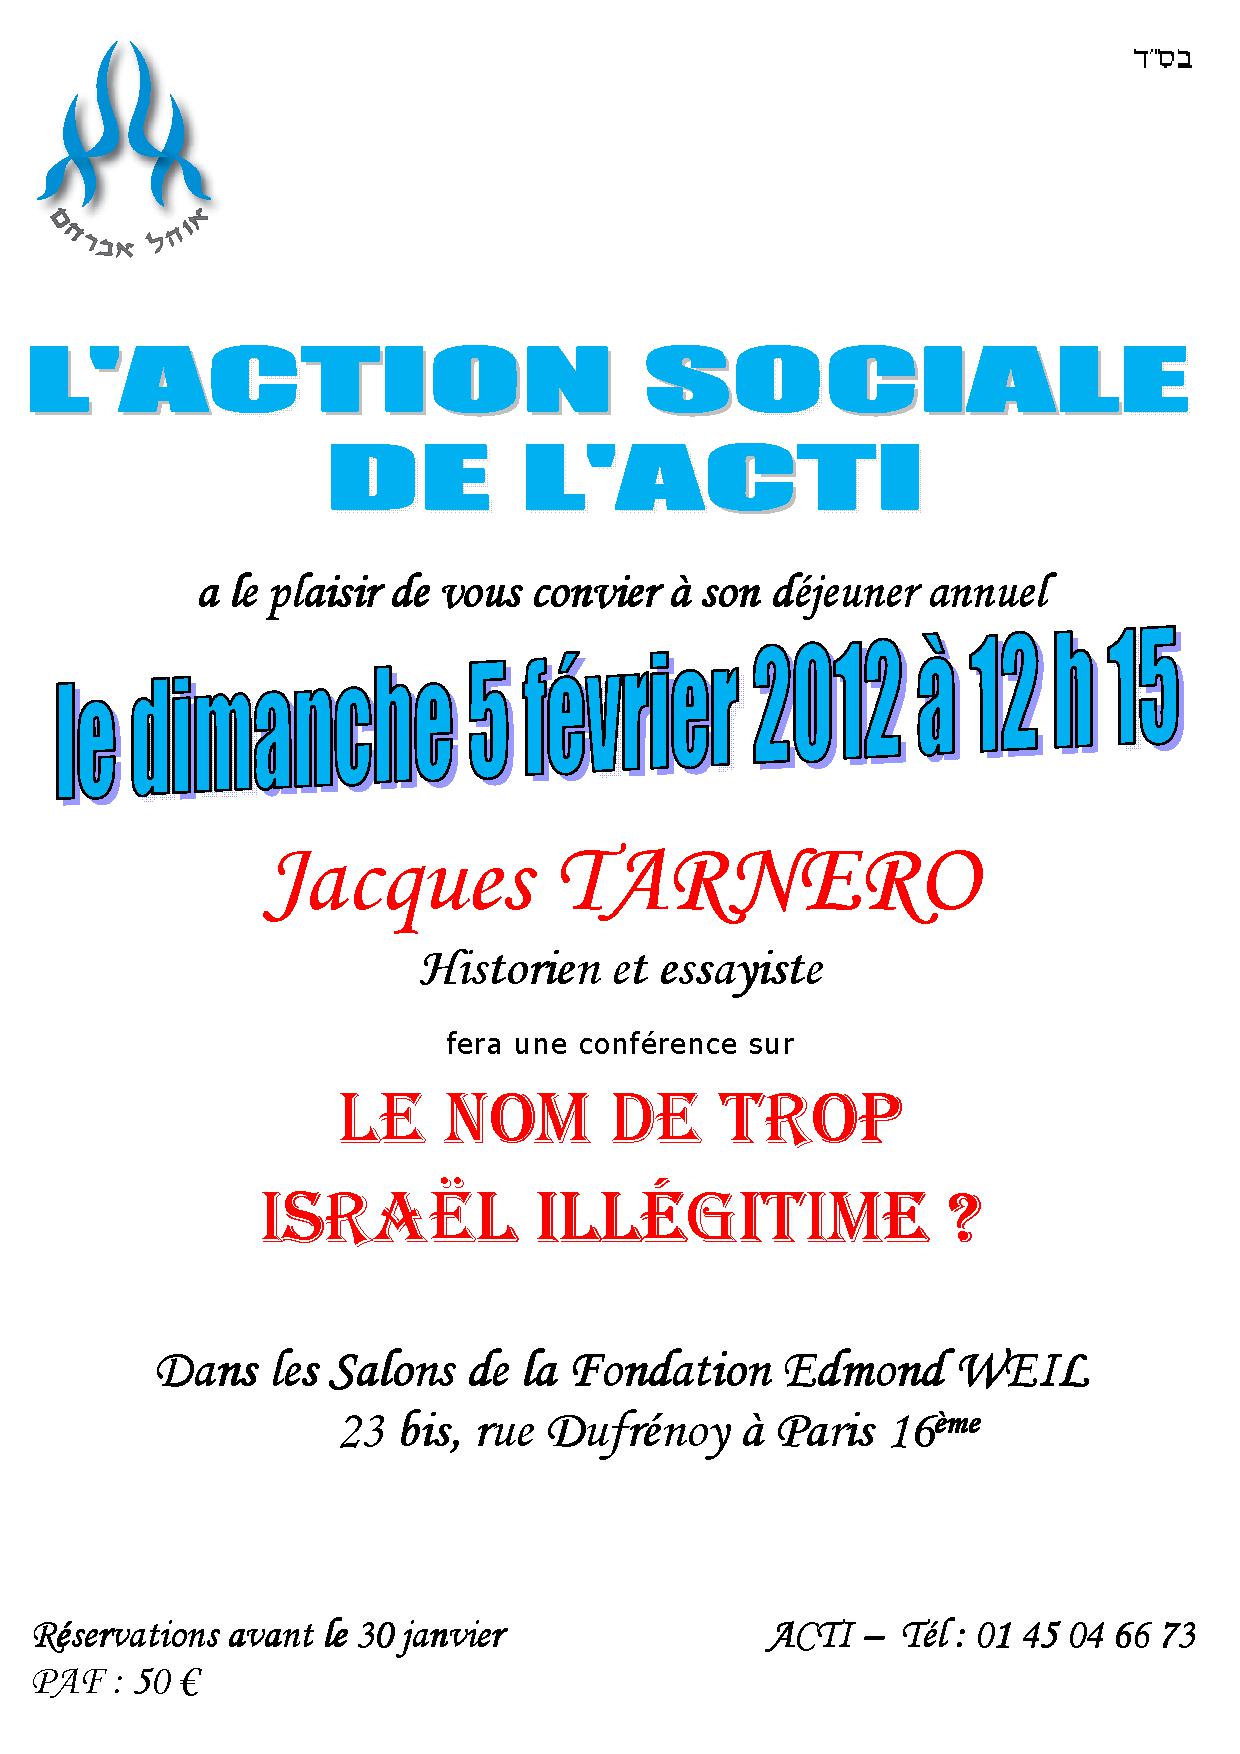 בס"ד
אוהל אברהם
L'ACTION SOCIALE
DE L'ACTI
a le plaisir de vous convier à son déjeuner annuel
le dimanche 5 février 2012 à 12 h 15
Jacques TARNERO
Historien et essayiste
fera une conférence sur
LE NOM DE TROP
ISRAËL ILLÉGITIME ?
Dans les Salons de la Fondation Edmond WEIL
23 bis, rue Dufrénoy à Paris 16ème
Réservations avant le 30 janvier ACTI – Tél : 01 45 04 66 73
PAF : 50 €